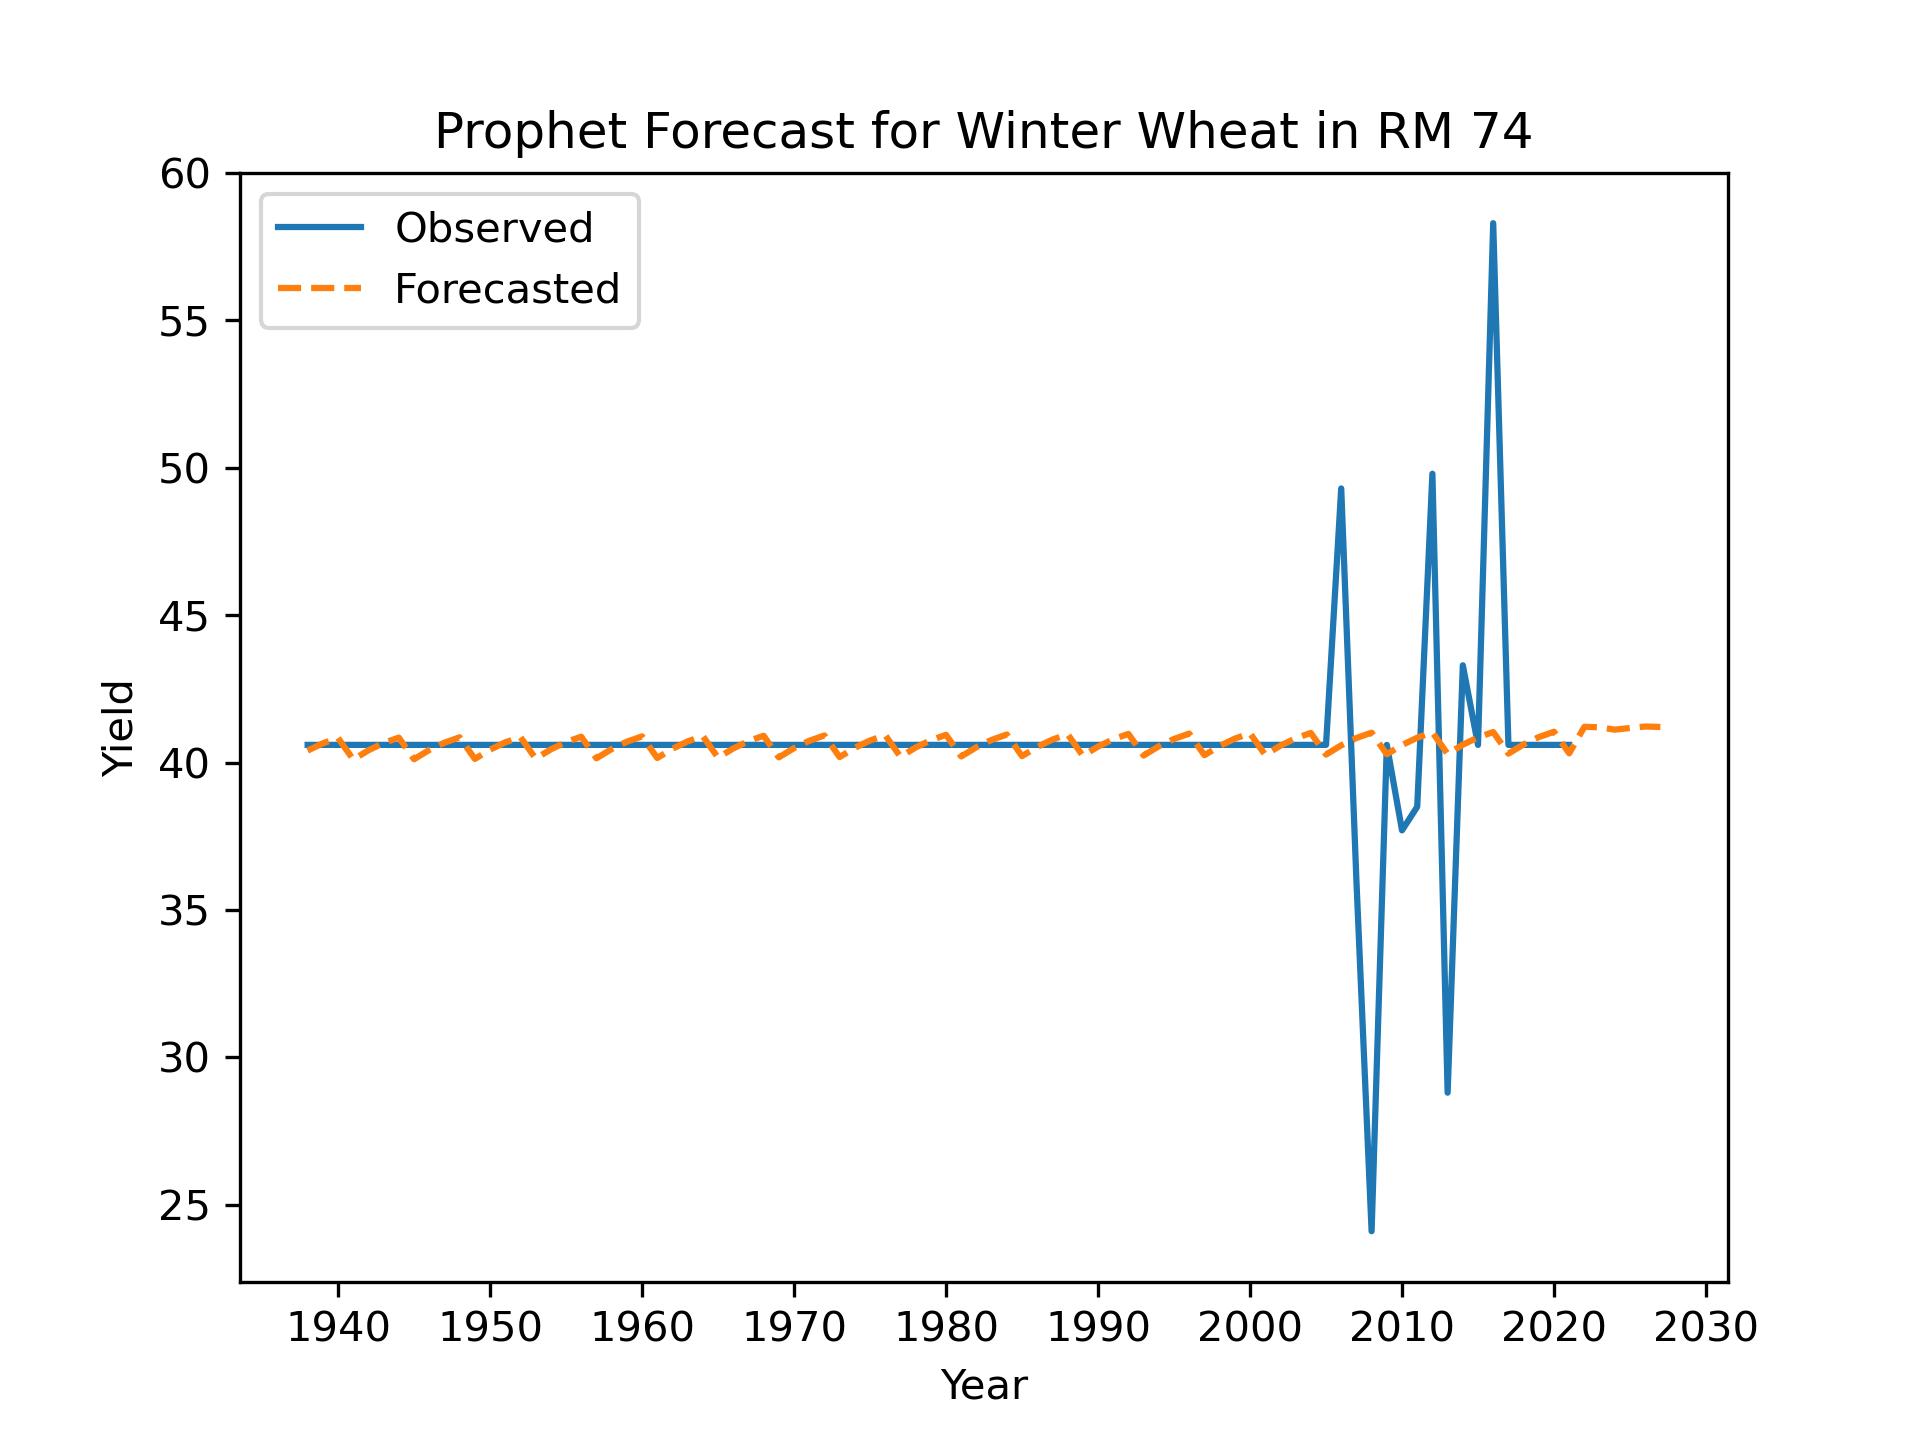 Prophet Forecast for Winter Wheat in RM 74
60
55
50
45
40
35
30
25
Yield
Observed
Forecasted
1940 1950 1960 1970 1980 1990 2000 2010 2020 2030
Year